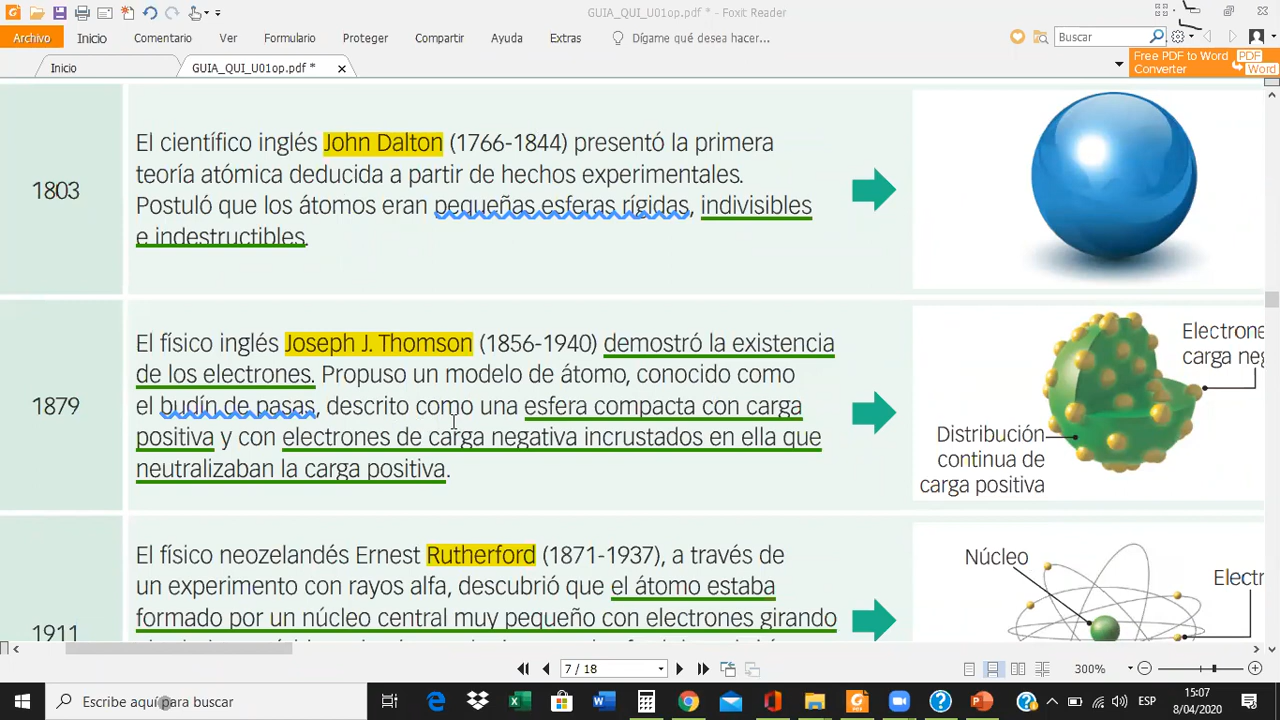 GUIA_QUI_U01op.pdf * - Foxit Reader
Archivo Inicio Comentario Ver Formulario Proteger Compartir Ayuda Extras Dígame qué desea hacer... Buscar
Inicio GUIA_QUI_U01op.pdf *
Free PDF to Word
Converter
PDF
Word
El científico inglés John Dalton (1766-1844) presentó la primera
teoría atómica deducida a partir de hechos experimentales.
1803
Postuló que los átomos eran pequeñas esferas rígidas, indivisibles
e indestructibles.
El físico inglés Joseph J. Thomson (1856-1940) demostró la existencia
de los electrones. Propuso un modelo de átomo, conocido como
1879
el budín de pasas, descrito como una esfera compacta con carga
positiva y con electrones de carga negativa incrustados en ella que
neutralizaban la carga positiva.
Distribución
continua de
carga positiva
El físico neozelandés Ernest Rutherford (1871-1937), a través de
un experimento con rayos alfa, descubrió que el átomo estaba
formado por un núcleo central muy pequeño con electrones girando
1911
Núcleo
7 / 18
300%
Escribe aquí para buscar
ESP
15:07
8/04/2020